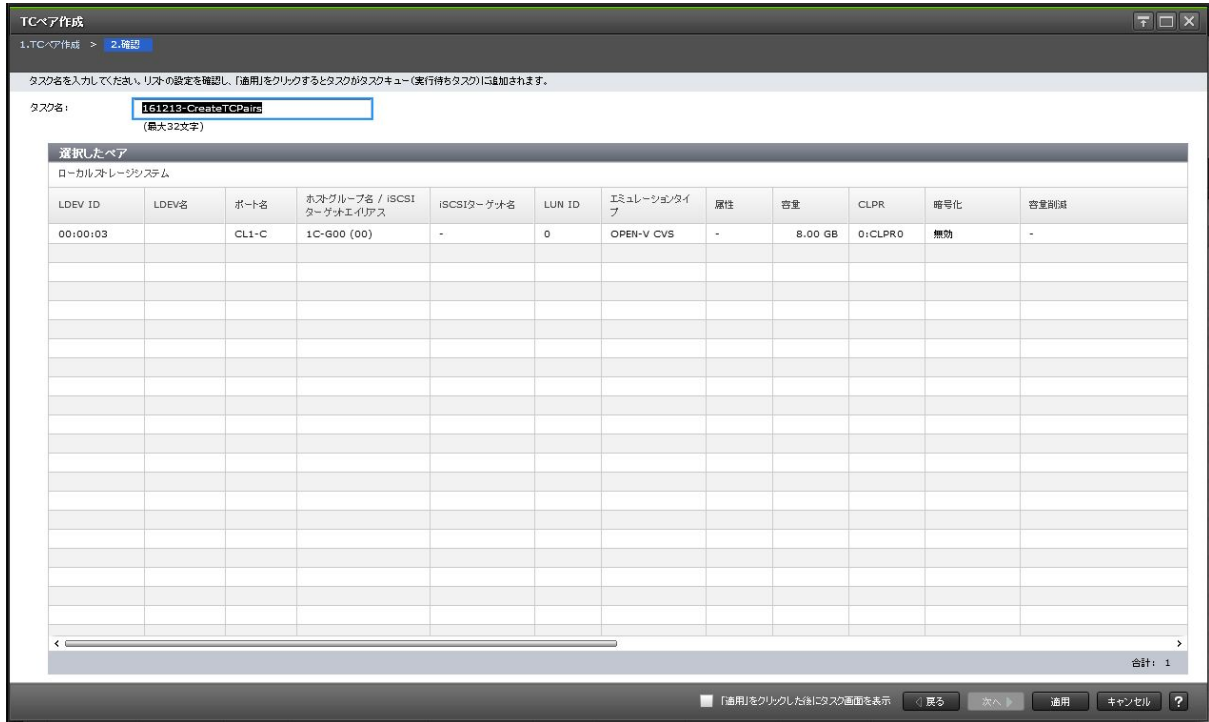 TCペア作成
1.TCペア作成 > 2.確認
タスク名を入力してください。リストの設定を確認し、「適用」をクリックするとタスクがタスクキュー(実行待ちタスク)に追加されます。
タスク名: 161213-CreateTCPairs
(最大32文字)
選択したペア
ローカルストレージシステム
LDEV ID LDEV名 ポート名 ホストグループ名 / iSCSIターゲットエイリアス iSCSIターゲット名 LUN ID エミュレーションタイプ 属性 容量 CLPR 暗号化 容量削減
00:00:03 CL1-C 1C-G00 (00) - 0 OPEN-V CVS - 8.00 GB 0:CLPR0 無効 -
合計: 1
「適用」をクリックした後にタスク画面を表示 戻る 次へ 適用 キャンセル ?